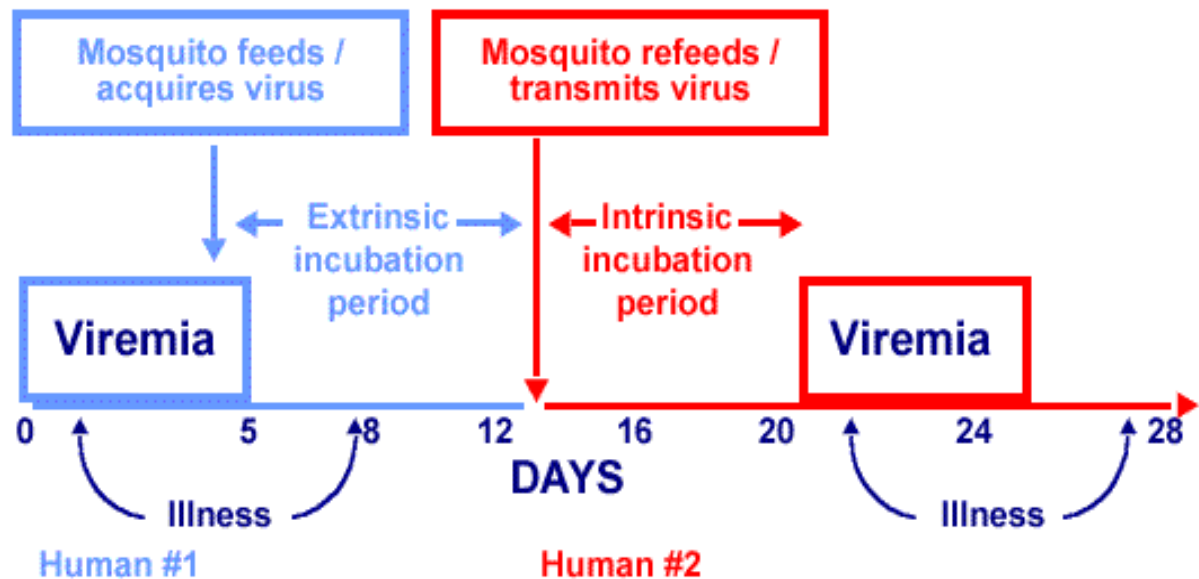 Mosquito feeds /
acquires virus
Mosquito refeeds /
transmits virus
Extrinsic
incubation
period
Intrinsic
incubation
period
Viremia
Viremia
0 5 8 12 16 20 24 28
DAYS
Illness
Illness
Human #1
Human #2